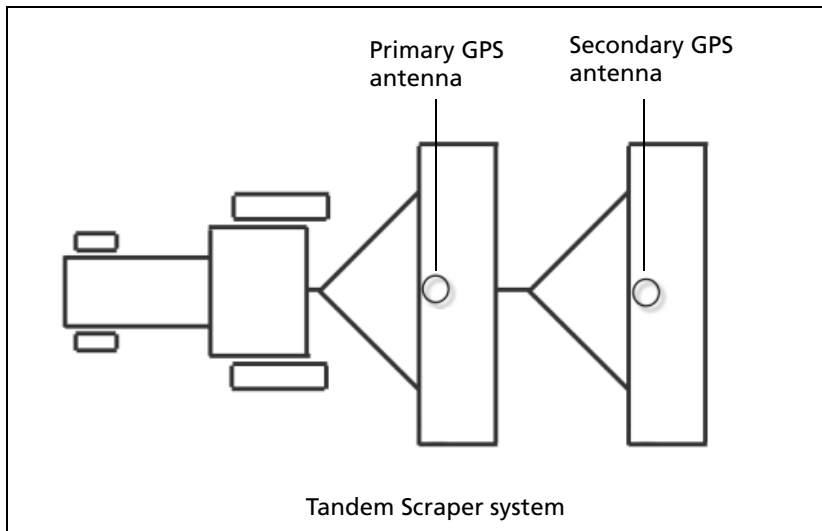 Primary GPS
antenna
Secondary GPS
antenna
Tandem Scraper system